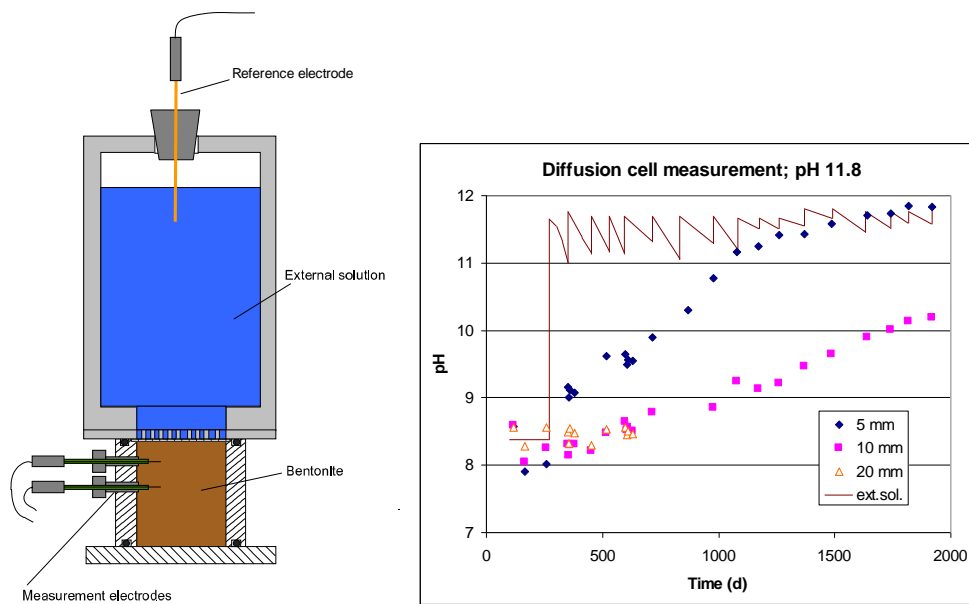 Reference electrode
External solution
Bentonite
Measurement electrodes
Diffusion cell measurement; pH 11.8
12
11
10
9
8
7
pH
0 500 1000 1500 2000
Time (d)
5 mm
10 mm
20 mm
ext.sol.